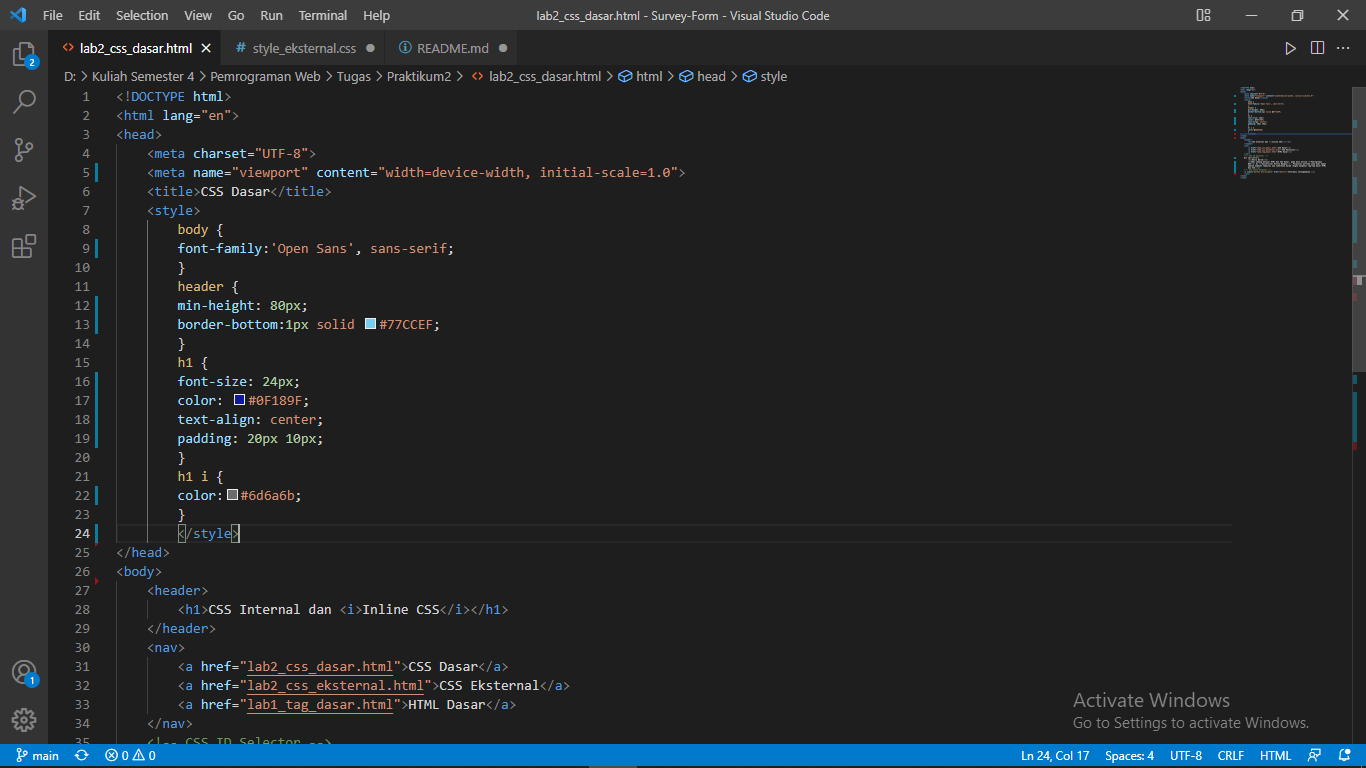 File Edit Selection View Go Run Terminal Help lab2_css_dasar.html - Survey-Form - Visual Studio Code
lab2_css_dasar.html # style_eksternal.css README.md
D: > Kuliah Semester 4 > Pemrograman Web > Tugas > Praktikum2 > lab2_css_dasar.html > html > head > style
1 <!DOCTYPE html>
2 <html lang="en">
3 <head>
4 <meta charset="UTF-8">
5 <meta name="viewport" content="width=device-width, initial-scale=1.0">
6 <title>CSS Dasar</title>
7 <style>
8 body {
9 font-family:'Open Sans', sans-serif;
10 }
11 header {
12 min-height: 80px;
13 border-bottom:1px solid #77CCEF;
14 }
15 h1 {
16 font-size: 24px;
17 color: #0F189F;
18 text-align: center;
19 padding: 20px 10px;
20 }
21 h1 i {
22 color:#6d6a6b;
23 }
24 </style>
25 </head>
26 <body>
27 <header>
28 <h1>CSS Internal dan <i>Inline CSS</i></h1>
29 </header>
30 <nav>
31 <a href="lab2_css_dasar.html">CSS Dasar</a>
32 <a href="lab2_css_eksternal.html">CSS Eksternal</a>
33 <a href="lab1_tag_dasar.html">HTML Dasar</a>
34 </nav>
35 <!-- CSS ID Selector -->
2
1
Activate Windows
Go to Settings to activate Windows.
main 0 0 Ln 24, Col 17 Spaces: 4 UTF-8 CRLF HTML